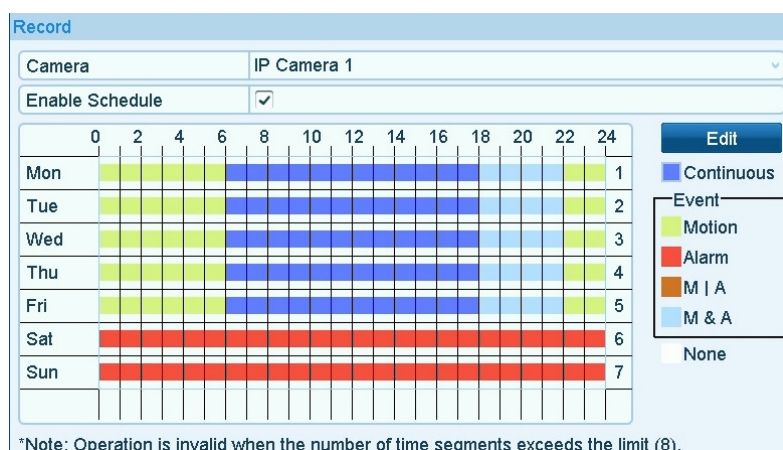 Record
Camera IP Camera 1
Enable Schedule
0 2 4 6 8 10 12 14 16 18 20 22 24
Edit
Mon 1
Tue 2
Wed 3
Thu 4
Fri 5
Sat 6
Sun 7
Continuous
Event
Motion
Alarm
M | A
M & A
None
*Note: Operation is invalid when the number of time segments exceeds the limit (8).